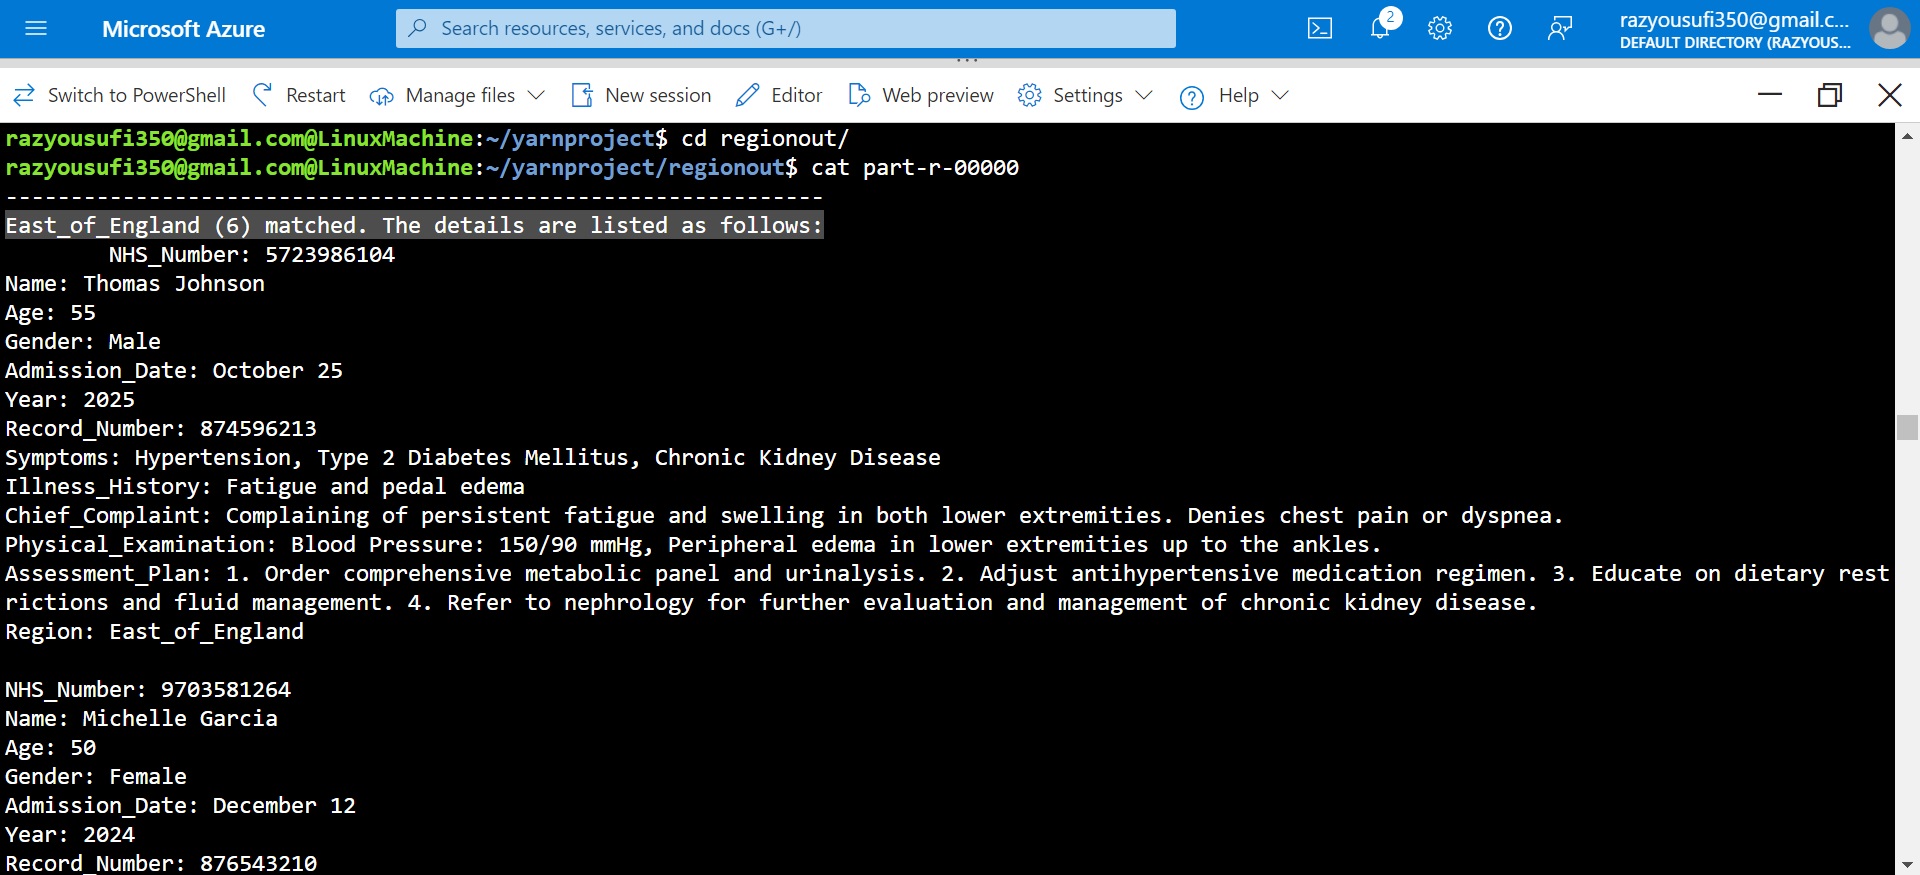 Microsoft Azure
Search resources, services, and docs (G+/)
2
razyousufi350@gmail.c...
DEFAULT DIRECTORY (RAZYOUS...
Switch to PowerShell
Restart
Manage files
New session
Editor
Web preview
Settings
Help
razyousufi350@gmail.com@LinuxMachine:~/yarnproject$ cd regionout/
razyousufi350@gmail.com@LinuxMachine:~/yarnproject/regionout$ cat part-r-00000
---------------------------------------------------------------
East_of_England (6) matched. The details are listed as follows:
NHS_Number: 5723986104
Name: Thomas Johnson
Age: 55
Gender: Male
Admission_Date: October 25
Year: 2025
Record_Number: 874596213
Symptoms: Hypertension, Type 2 Diabetes Mellitus, Chronic Kidney Disease
Illness_History: Fatigue and pedal edema
Chief_Complaint: Complaining of persistent fatigue and swelling in both lower extremities. Denies chest pain or dyspnea.
Physical_Examination: Blood Pressure: 150/90 mmHg, Peripheral edema in lower extremities up to the ankles.
Assessment_Plan: 1. Order comprehensive metabolic panel and urinalysis. 2. Adjust antihypertensive medication regimen. 3. Educate on dietary rest
rictions and fluid management. 4. Refer to nephrology for further evaluation and management of chronic kidney disease.
Region: East_of_England
NHS_Number: 9703581264
Name: Michelle Garcia
Age: 50
Gender: Female
Admission_Date: December 12
Year: 2024
Record_Number: 876543210